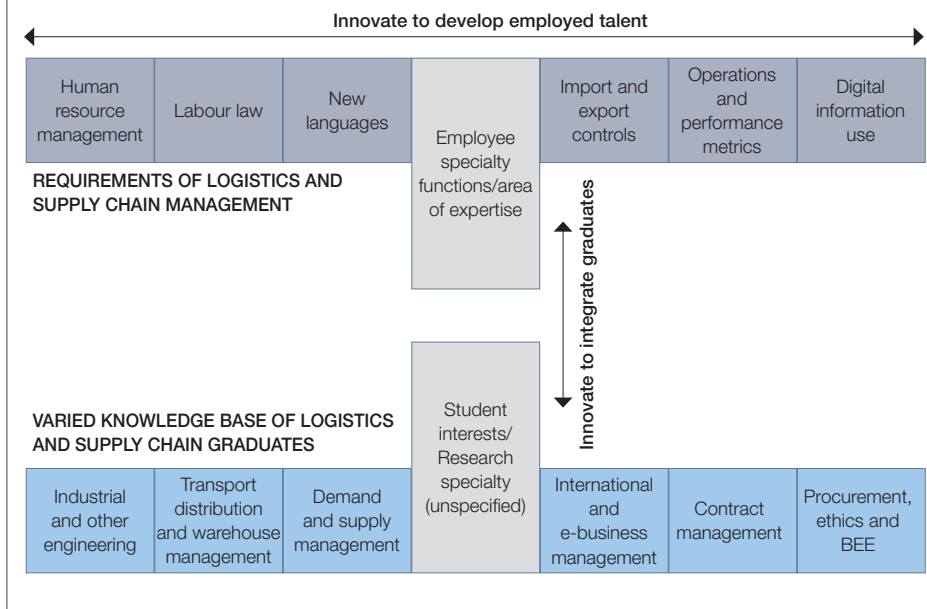 Innovate to develop employed talent
Human
resource
management
Labour law
New
languages
Employee
specialty
functions/area
of expertise
Import and
export
controls
Operations
and
performance
metrics
Digital
information
use
REQUIREMENTS OF LOGISTICS AND
SUPPLY CHAIN MANAGEMENT
Innovate to integrate graduates
VARIED KNOWLEDGE BASE OF LOGISTICS
AND SUPPLY CHAIN GRADUATES
Student
interests/
Research
specialty
(unspecified)
Industrial
and other
engineering
Transport
distribution
and warehouse
management
Demand
and supply
management
International
and
e-business
management
Contract
management
Procurement,
ethics and
BEE